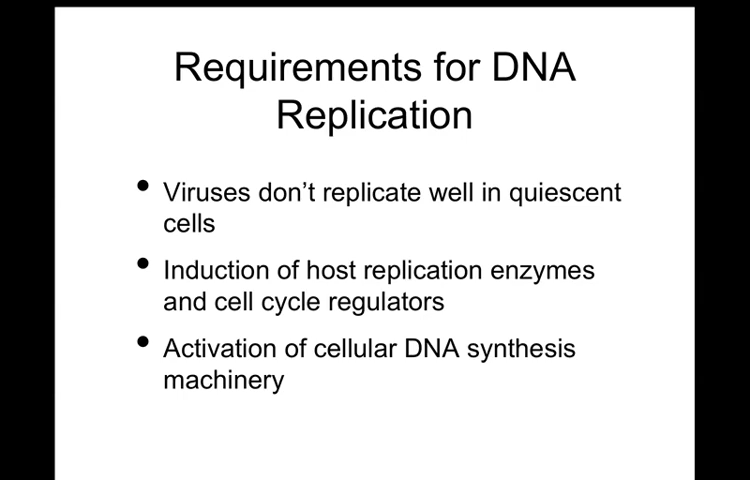 Requirements for DNA
Replication
• Viruses don’t replicate well in quiescent
cells
• Induction of host replication enzymes
and cell cycle regulators
• Activation of cellular DNA synthesis
machinery